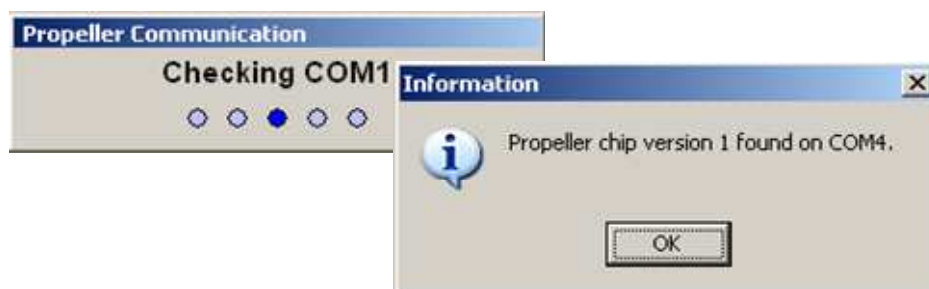 Propeller Communication
Checking COM1
Information
Propeller chip version 1 found on COM4.
OK